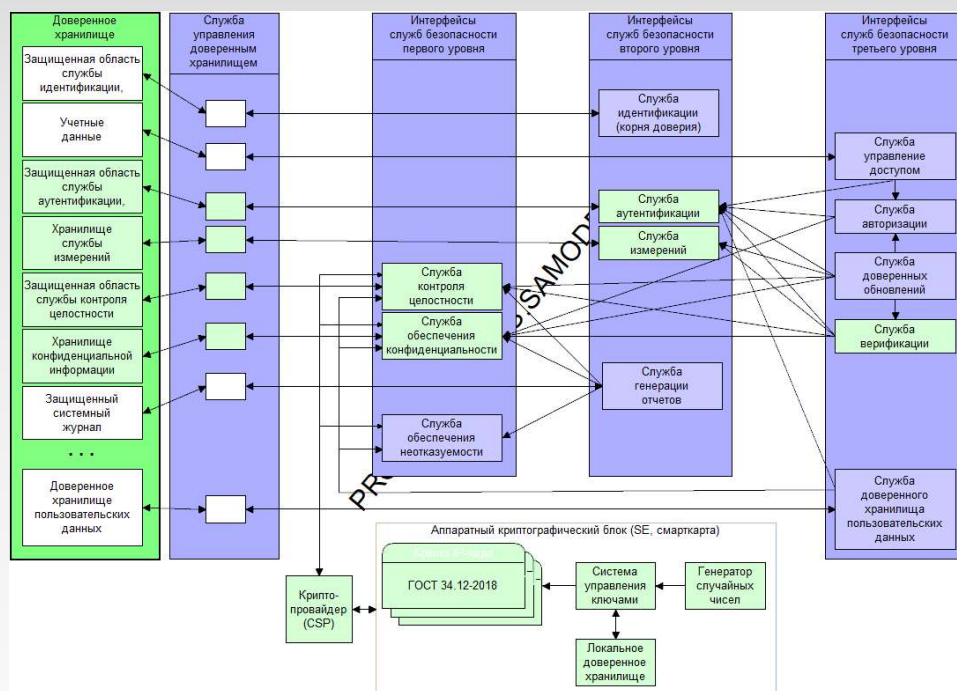 Доверенное
хранилище
Защищенная область
службы
идентификации,
Учетные
данные
Защищенная область
службы
аутентификации,
Хранилище
службы
измерений
Защищенная область
службы контроля
целостности
Хранилище
конфиденциальной
информации
Защищенный
системный
журнал
...
Доверенное
хранилище
пользовательских
данных
Служба
управления
доверенным
хранилищем
Интерфейсы
служб безопасности
первого уровня
Служба
контроля
целостности
Служба
обеспечения
конфиденциальности
Служба
обеспечения
неотказуемости
Интерфейсы
служб безопасности
второго уровня
Служба
идентификации
(корня доверия)
Служба
аутентификации
Служба
измерений
Служба
генерации
отчетов
Интерфейсы
служб безопасности
третьего уровня
Служба
управление
доступом
Служба
авторизации
Служба
доверенных
обновлений
Служба
верификации
Служба
доверенного
хранилища
пользовательских
данных
Аппаратный криптографический блок (SE, смарткарта)
Крипто-
провайдер
(CSP)
ГОСТ 34.12-2018
Система
управления
ключами
Генератор
случайных
чисел
Локальное
доверенное
хранилище